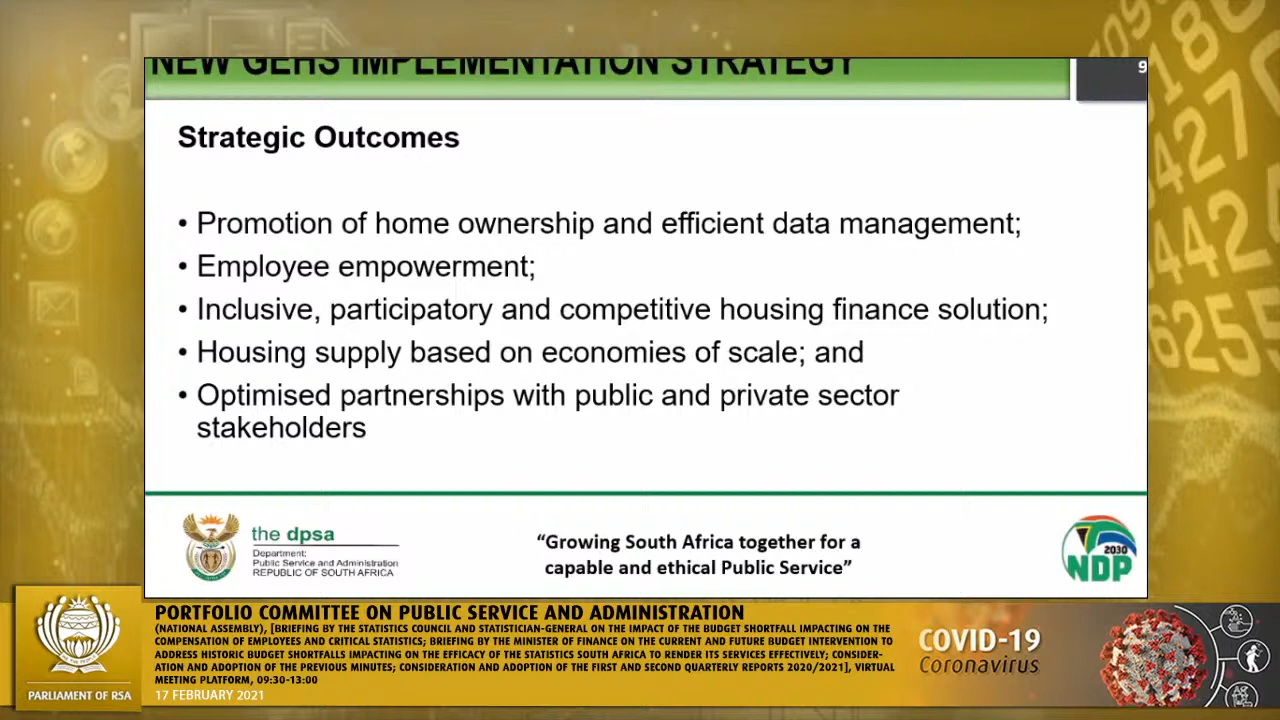 NEW GEHS IMPLEMENTATION STRATEGY
9
Strategic Outcomes
• Promotion of home ownership and efficient data management;
• Employee empowerment;
• Inclusive, participatory and competitive housing finance solution;
• Housing supply based on economies of scale; and
• Optimised partnerships with public and private sector
stakeholders
the dpsa
Department:
Public Service and Administration
REPUBLIC OF SOUTH AFRICA
“Growing South Africa together for a
capable and ethical Public Service”
2030
NDP
PORTFOLIO COMMITTEE ON PUBLIC SERVICE AND ADMINISTRATION
(NATIONAL ASSEMBLY), [BRIEFING BY THE STATISTICS COUNCIL AND STATISTICIAN-GENERAL ON THE IMPACT OF THE BUDGET SHORTFALL IMPACTING ON THE
COMPENSATION OF EMPLOYEES AND CRITICAL STATISTICS; BRIEFING BY THE MINISTER OF FINANCE ON THE CURRENT AND FUTURE BUDGET INTERVENTION TO
ADDRESS HISTORIC BUDGET SHORTFALLS IMPACTING ON THE EFFICACY OF THE STATISTICS SOUTH AFRICA TO RENDER ITS SERVICES EFFECTIVELY; CONSIDER-
ATION AND ADOPTION OF THE PREVIOUS MINUTES; CONSIDERATION AND ADOPTION OF THE FIRST AND SECOND QUARTERLY REPORTS 2020/2021], VIRTUAL
MEETING PLATFORM, 09:30-13:00
17 FEBRUARY 2021
PARLIAMENT OF RSA
COVID-19
Coronavirus